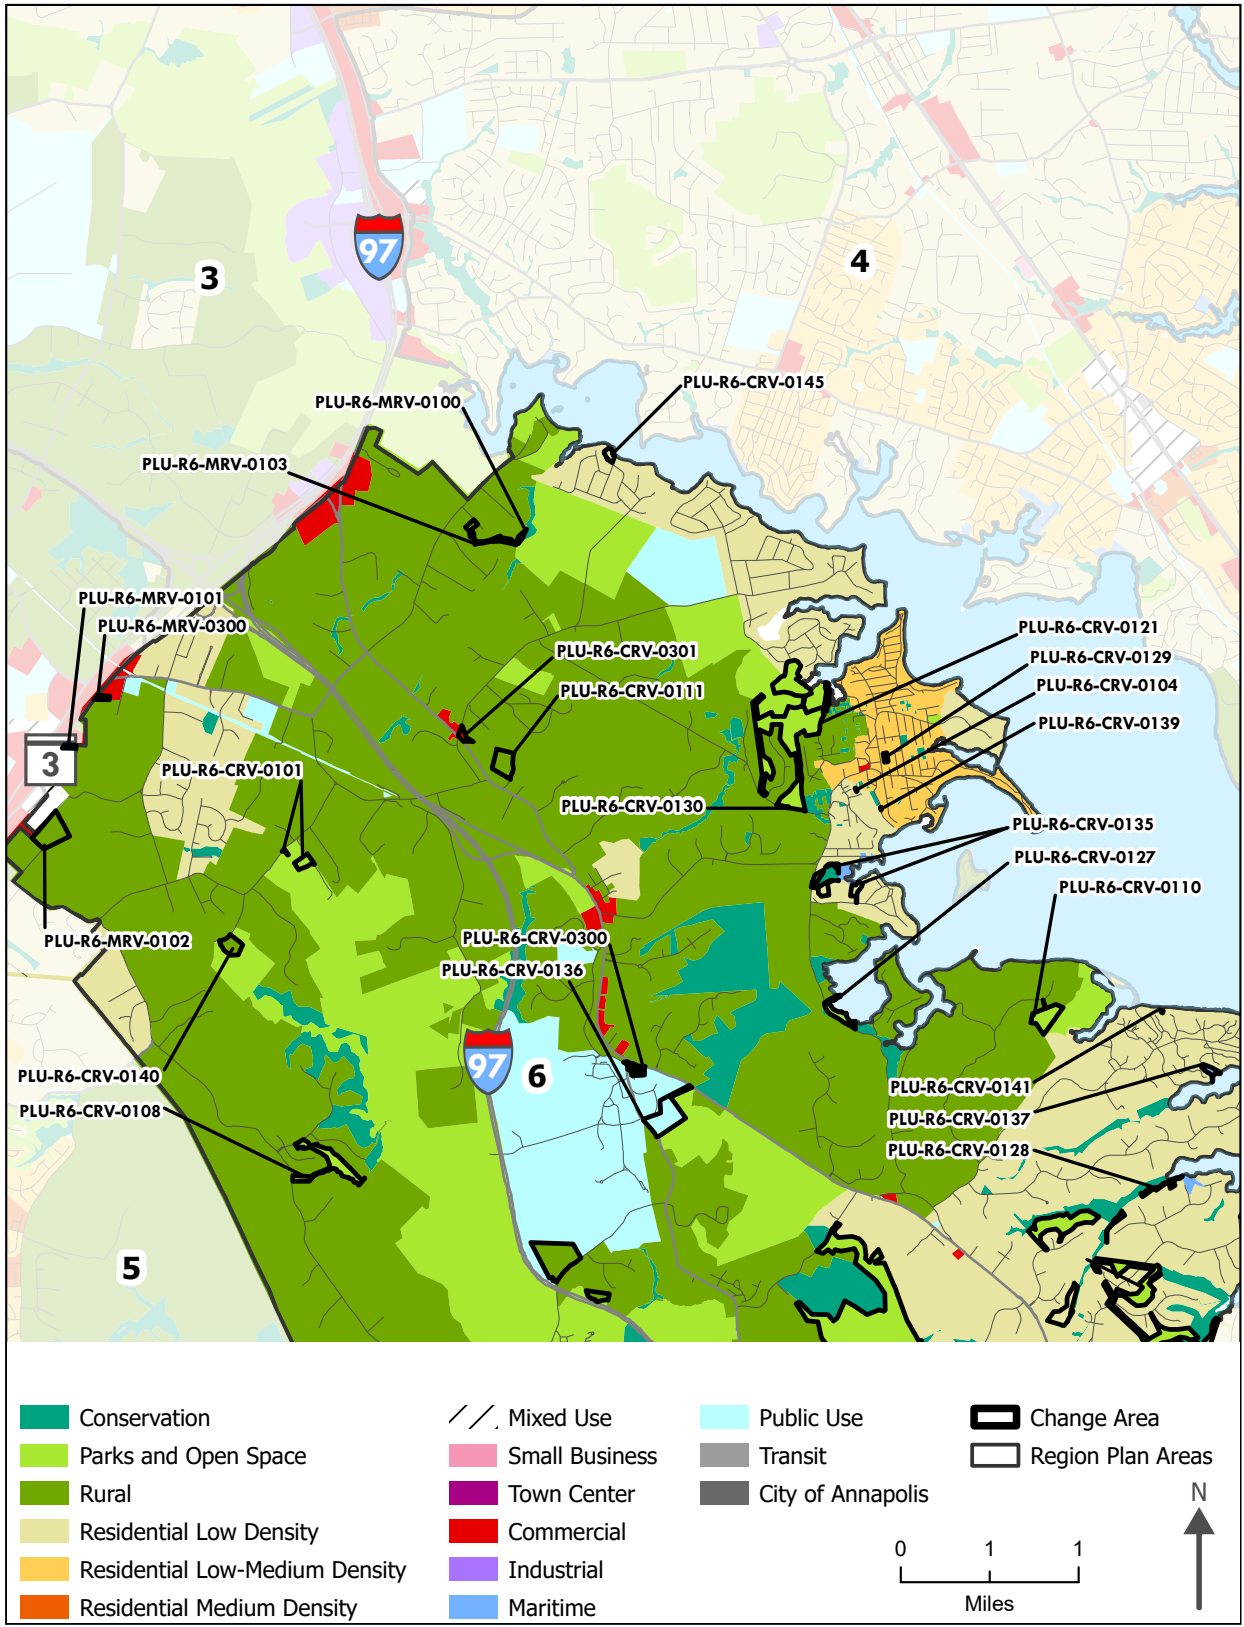 97
3
4
PLU-R6-CRV-0145
PLU-R6-MRV-0100
PLU-R6-MRV-0103
PLU-R6-MRV-0101
PLU-R6-MRV-0300
PLU-R6-CRV-0121
PLU-R6-CRV-0301
PLU-R6-CRV-0129
PLU-R6-CRV-0111
PLU-R6-CRV-0104
PLU-R6-CRV-0139
3
PLU-R6-CRV-0101
PLU-R6-CRV-0130
PLU-R6-CRV-0135
PLU-R6-CRV-0127
PLU-R6-CRV-0110
PLU-R6-MRV-0102
PLU-R6-CRV-0300
PLU-R6-CRV-0136
97
6
PLU-R6-CRV-0140
PLU-R6-CRV-0141
PLU-R6-CRV-0108
PLU-R6-CRV-0137
PLU-R6-CRV-0128
5
Conservation
Parks and Open Space
Rural
Residential Low Density
Residential Low-Medium Density
Residential Medium Density
Mixed Use
Small Business
Town Center
Commercial
Industrial
Maritime
Public Use
Transit
City of Annapolis
Change Area
Region Plan Areas
N
0 1 1
Miles